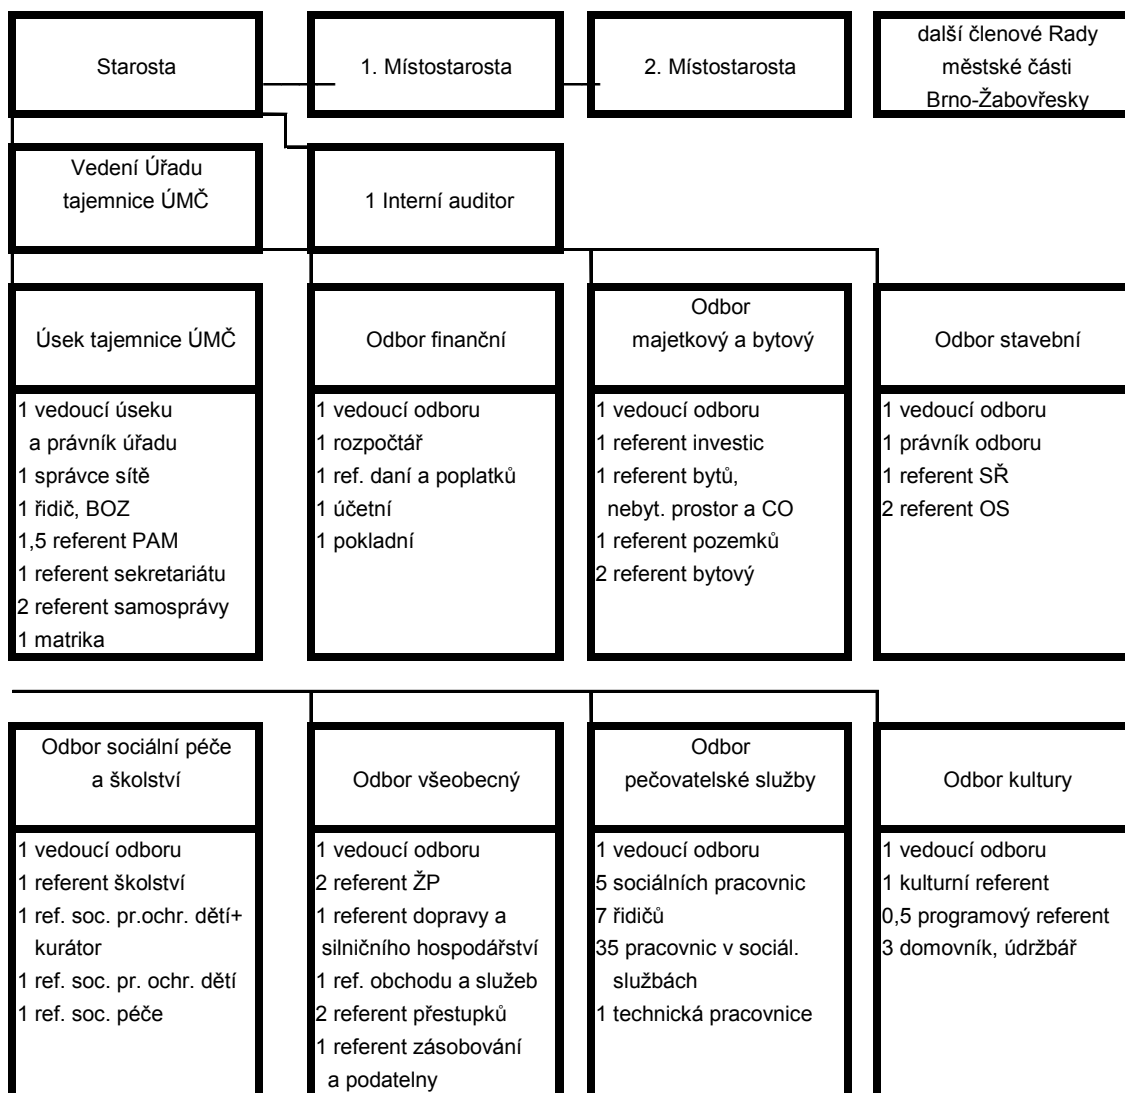 Starosta
1. Místostarosta
2. Místostarosta
další členové Rady
městské části
Brno-Žabovřesky
Vedení Úřadu
tajemnice ÚMČ
1 Interní auditor
Úsek tajemnice ÚMČ
Odbor finanční
Odbor
majetkový a bytový
Odbor stavební
1 vedoucí úseku
a právník úřadu
1 správce sítě
1 řidič, BOZ
1,5 referent PAM
1 referent sekretariátu
2 referent samosprávy
1 matrika
1 vedoucí odboru
1 rozpočtář
1 ref. daní a poplatků
1 účetní
1 pokladní
1 vedoucí odboru
1 referent investic
1 referent bytů,
nebyt. prostor a CO
1 referent pozemků
2 referent bytový
1 vedoucí odboru
1 právník odboru
1 referent SŘ
2 referent OS
Odbor sociální péče
a školství
Odbor všeobecný
Odbor
pečovatelské služby
Odbor kultury
1 vedoucí odboru
1 referent školství
1 ref. soc. pr.ochr. dětí+
kurátor
1 ref. soc. pr. ochr. dětí
1 ref. soc. péče
1 vedoucí odboru
2 referent ŽP
1 referent dopravy a
silničního hospodářství
1 ref. obchodu a služeb
2 referent přestupků
1 referent zásobování
a podatelny
1 vedoucí odboru
5 sociálních pracovnic
7 řidičů
35 pracovnic v sociál.
službách
1 technická pracovnice
1 vedoucí odboru
1 kulturní referent
0,5 programový referent
3 domovník, údržbář